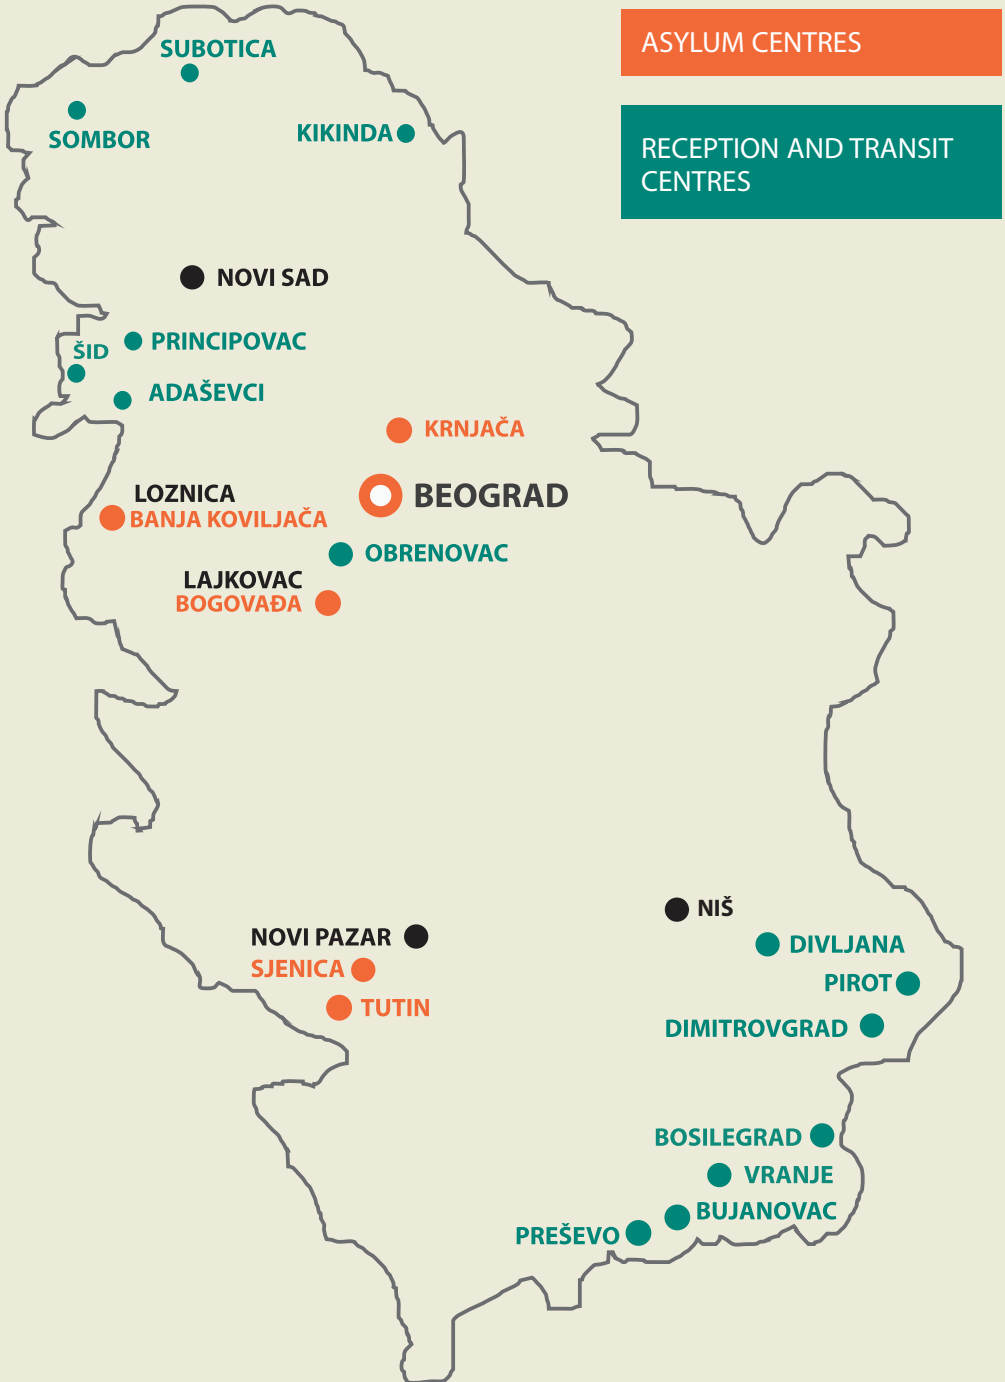 ASYLUM CENTRES
RECEPTION AND TRANSIT
CENTRES
SUBOTICA
SOMBOR
KIKINDA
NOVI SAD
PRINCIPOVAC
ŠID
ADAŠEVCI
KRNJAČA
BEOGRAD
LOZNICA
BANJA KOVILJAČA
OBRENOVAC
LAJKOVAC
BOGOVAĐA
NIŠ
NOVI PAZAR
DIVLJANA
SJENICA
PIROT
TUTIN
DIMITROVGRAD
BOSILEGRAD
VRANJE
BUJANOVAC
PREŠEVO